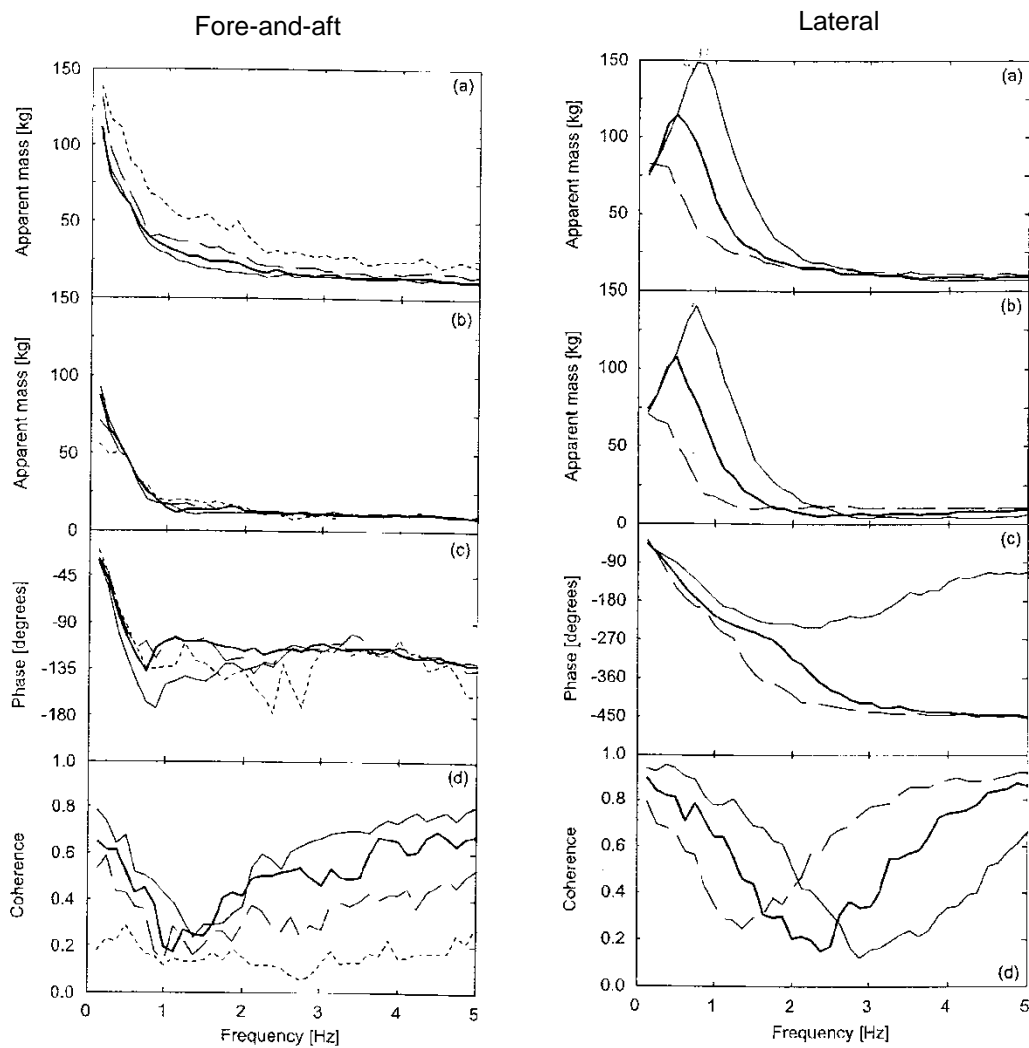 Fore-and-aft
150
100
50
Apparent mass [kg]
(a)
150
100
50
0
Apparent mass [kg]
(b)
-45
-90
-135
-180
Phase [degrees]
(c)
1.0
0.8
0.6
0.4
0.2
0.0
Coherence
(d)
0 1 2 3 4 5
Frequency [Hz]
Lateral
150
100
50
Apparent mass [kg]
(a)
150
100
50
0
Apparent mass [kg]
(b)
-90
-180
-270
-360
-450
Phase [degrees]
(c)
1.0
0.8
0.6
0.4
0.2
0.0
Coherence
(d)
0 1 2 3 4 5
Frequency [Hz]